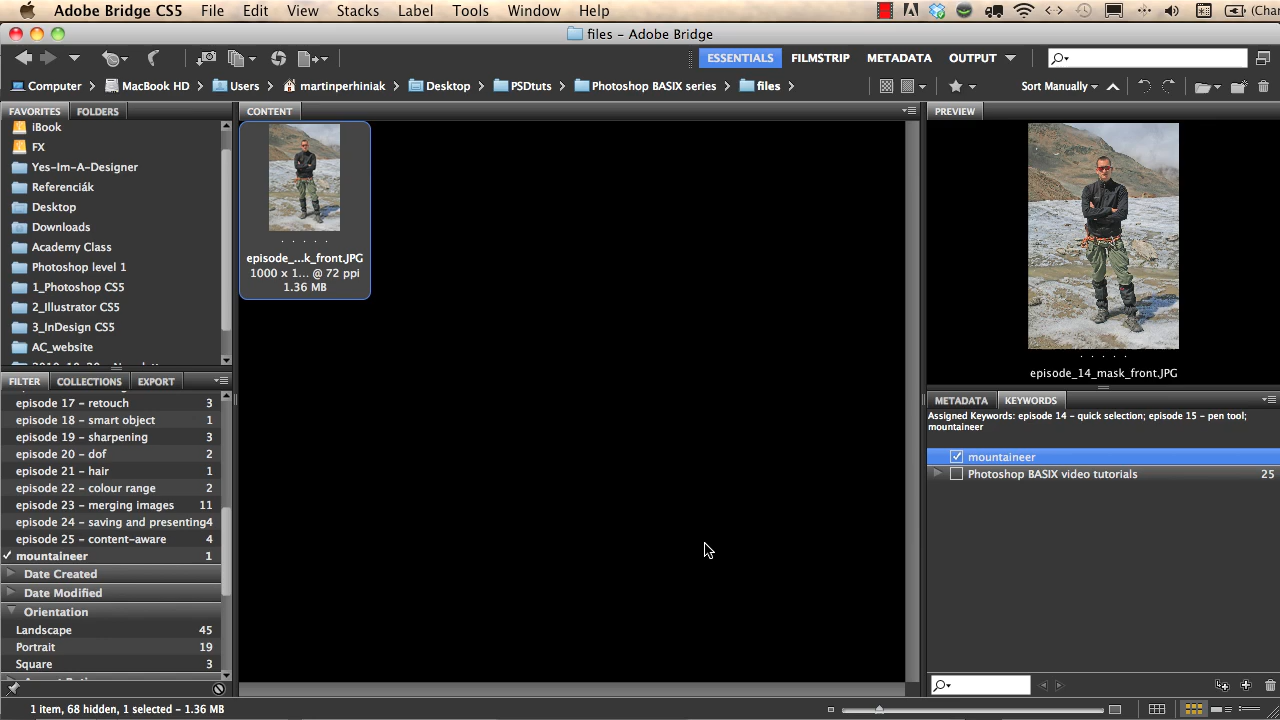 Adobe Bridge CS5 File Edit View Stacks Label Tools Window Help (Char
files – Adobe Bridge
ESSENTIALS FILMSTRIP METADATA OUTPUT
Computer MacBook HD Users martinperhiniak Desktop PSDtuts Photoshop BASIX series files Sort Manually
FAVORITES FOLDERS
iBook
FX
Yes-Im-A-Designer
Referenciák
Desktop
Downloads
Academy Class
Photoshop level 1
1_Photoshop CS5
2_Illustrator CS5
3_InDesign CS5
AC_website
FILTER COLLECTIONS EXPORT
episode 17 – retouch 3
episode 18 – smart object 1
episode 19 – sharpening 3
episode 20 – dof 2
episode 21 – hair 1
episode 22 – colour range 2
episode 23 – merging images 11
episode 24 – saving and presenting4
episode 25 – content-aware 4
mountaineer 1
Date Created
Date Modified
Orientation
Landscape 45
Portrait 19
Square 3
CONTENT
episode_...k_front.JPG
1000 x 1... @ 72 ppi
1.36 MB
PREVIEW
episode_14_mask_front.JPG
METADATA KEYWORDS
Assigned Keywords: episode 14 – quick selection; episode 15 – pen tool;
mountaineer
mountaineer
Photoshop BASIX video tutorials 25
1 item, 68 hidden, 1 selected – 1.36 MB